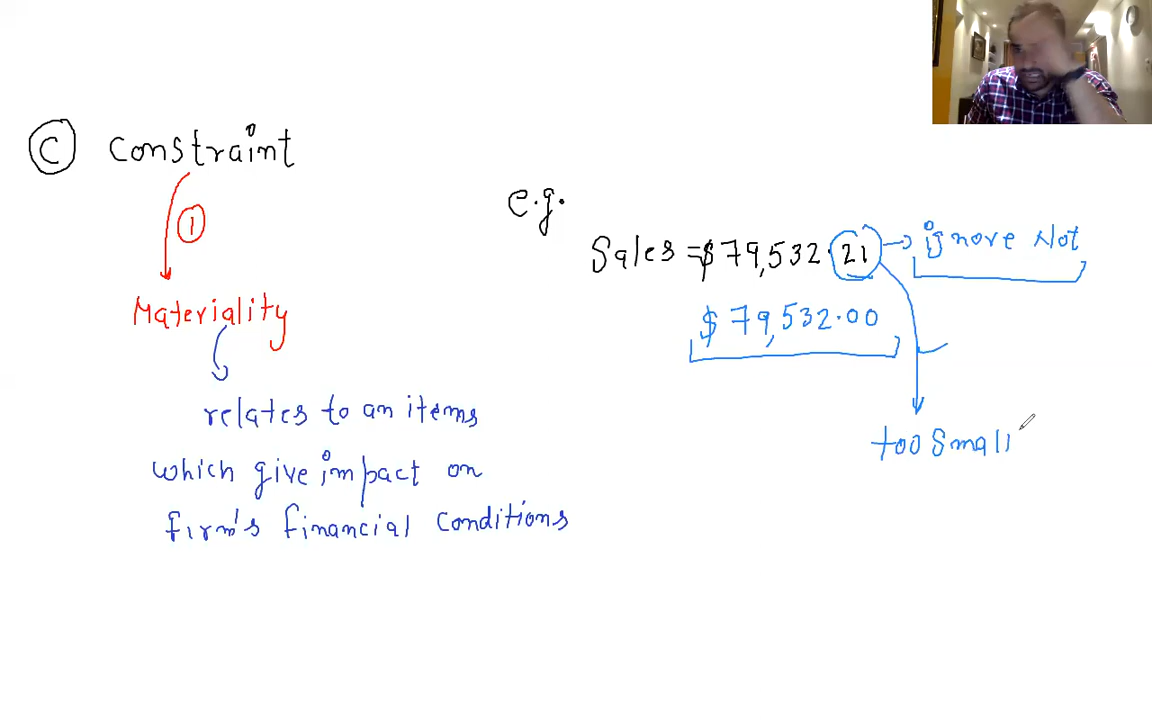 C constraint
1
Materiality
relates to an items
which give impact on
firm's financial conditions
e.g.
Sales = $79,532.21 → ignore Not
$79,532.00
too small